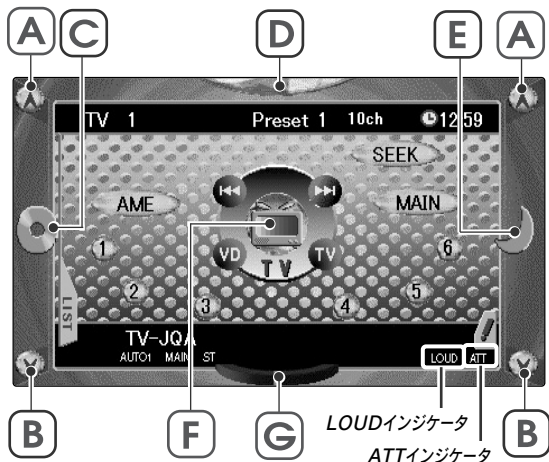 A C D E A
TV 1 Preset 1 10ch 12:59
SEEK
AME MAIN
VD TV TV
1 6
2 3 4 5
LIST
TV-JQA
AUTO1 MAIN ST LOUD ATT
B F G B
LOUDインジケータ
ATTインジケータ